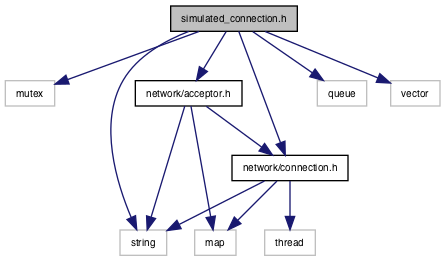 simulated_connection.h
mutex
network/acceptor.h
queue
vector
network/connection.h
string
map
thread